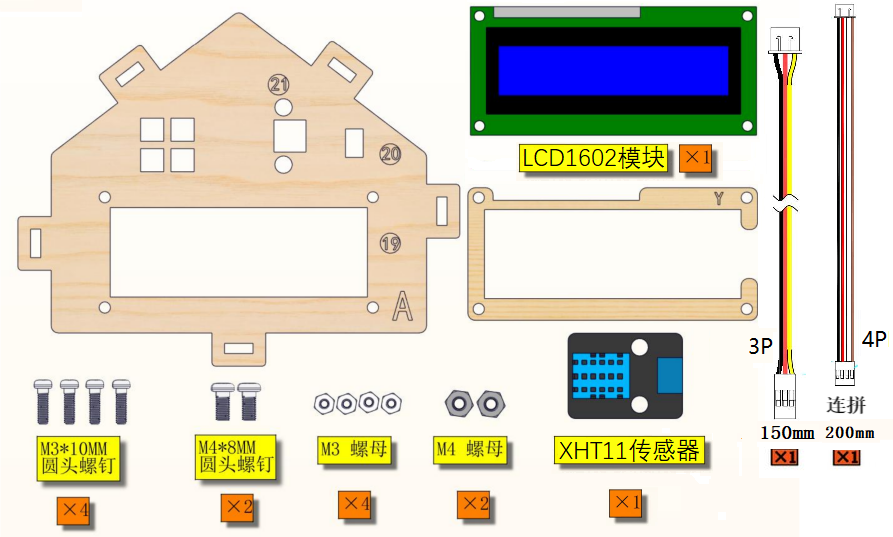 21
20
19
A
LCD1602模块
×1
Y
3P
4P
连拼
150mm
200mm
×1
×1
M3*10MM
圆头螺钉
×4
M4*8MM
圆头螺钉
×2
M3 螺母
×4
M4 螺母
×2
XHT11传感器
×1